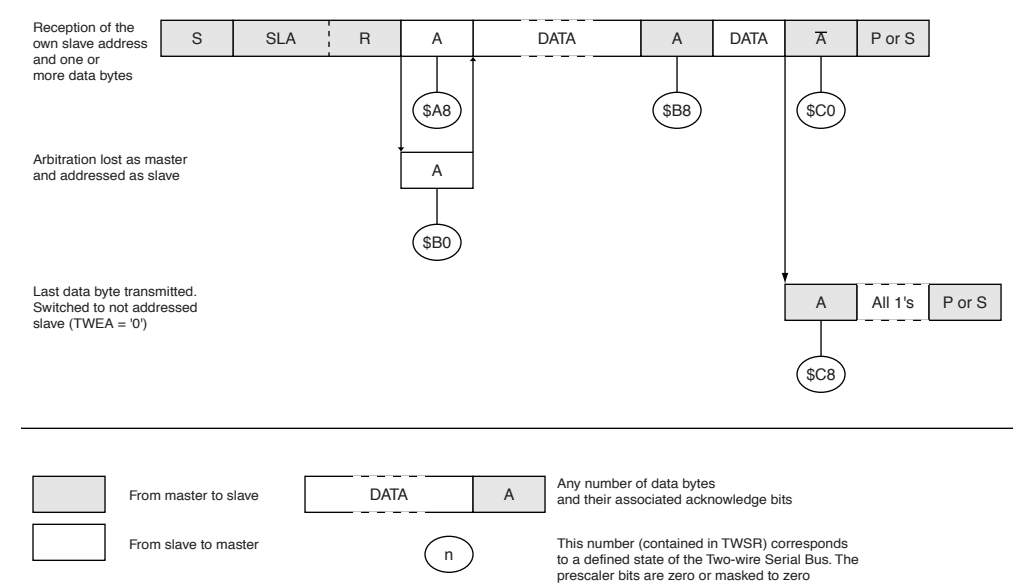 Reception of the
own slave address
and one or
more data bytes
S SLA R A DATA A DATA A̅ P or S
$A8 $B8 $C0
Arbitration lost as master
and addressed as slave
A
$B0
Last data byte transmitted.
Switched to not addressed
slave (TWEA = '0')
A All 1's P or S
$C8
From master to slave
DATA A
Any number of data bytes
and their associated acknowledge bits
From slave to master
n
This number (contained in TWSR) corresponds
to a defined state of the Two-wire Serial Bus. The
prescaler bits are zero or masked to zero